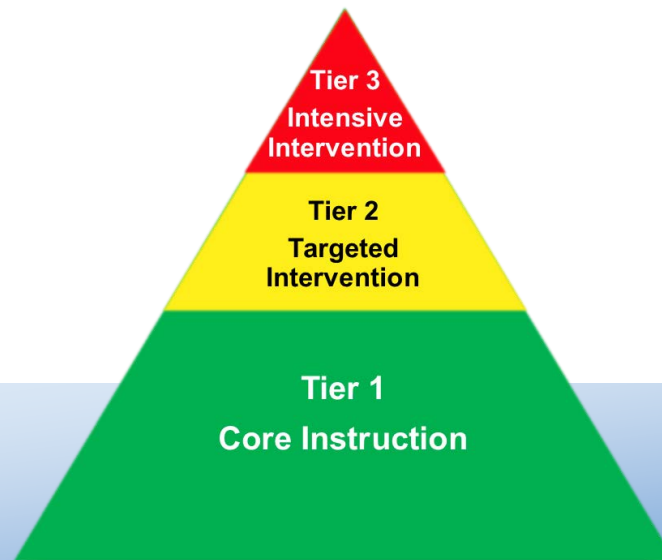 Tier 3
Intensive
Intervention
Tier 2
Targeted
Intervention
Tier 1
Core Instruction